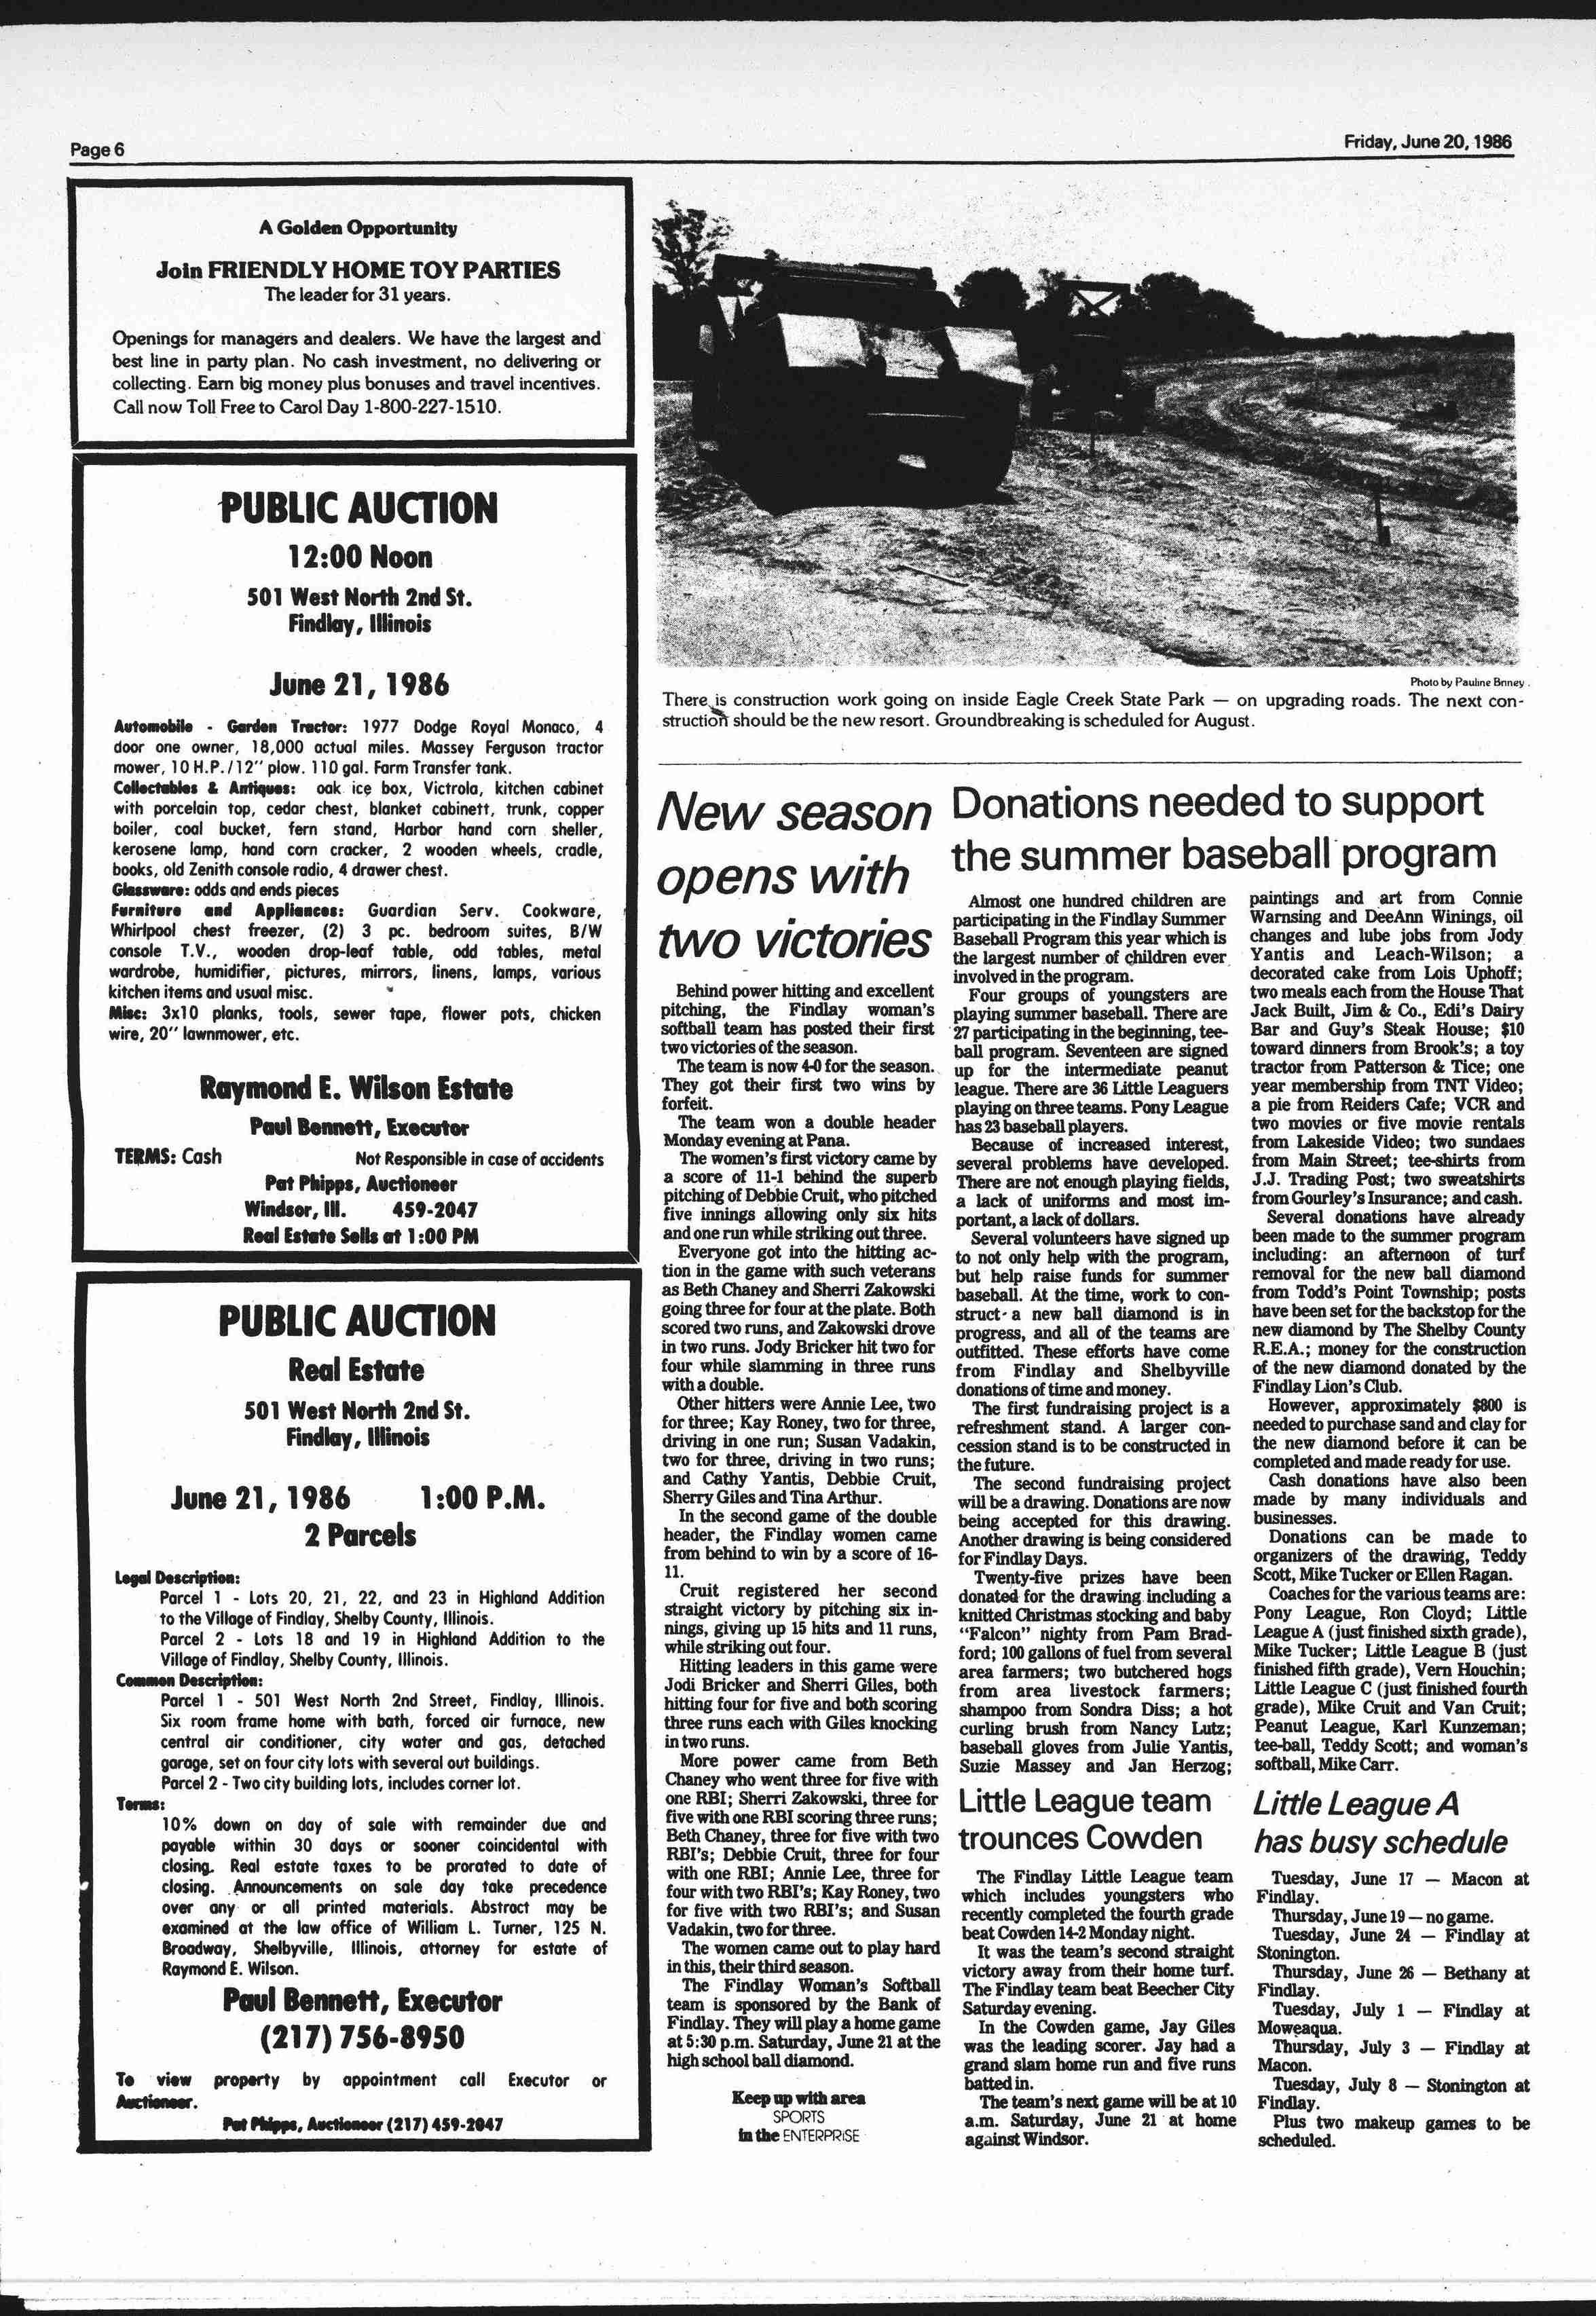 Page 6
Friday, June 20, 1986
A Golden Opportunity
Join FRIENDLY HOME TOY PARTIES
The leader for 31 years.
Openings for managers and dealers. We have the largest and
best line in party plan. No cash investment, no delivering or
collecting. Earn big money plus bonuses and travel incentives.
Call now Toll Free to Carol Day 1-800-227-1510.
PUBLIC AUCTION
12:00 Noon
501 West North 2nd St.
Findlay, Illinois
June 21, 1986
Automobile - Garden Tractor: 1977 Dodge Royal Monaco, 4
door one owner, 18,000 actual miles. Massey Ferguson tractor
mower, 10 H.P./12" plow. 110 gal. Farm Transfer tank.
Collectables & Antiques: oak ice box, Victrola, kitchen cabinet
with porcelain top, cedar chest, blanket cabinett, trunk, copper
boiler, coal bucket, fern stand, Harbor hand corn sheller,
kerosene lamp, hand corn cracker, 2 wooden wheels, cradle,
books, old Zenith console radio, 4 drawer chest.
Glassware: odds and ends pieces
Furniture and Appliances: Guardian Serv. Cookware,
Whirlpool chest freezer, (2) 3 pc. bedroom suites, B/W
console T.V., wooden drop-leaf table, odd tables, metal
wardrobe, humidifier, pictures, mirrors, linens, lamps, various
kitchen items and usual misc.
Misc: 3x10 planks, tools, sewer tape, flower pots, chicken
wire, 20" lawnmower, etc.
Raymond E. Wilson Estate
Paul Bennett, Executor
TERMS: Cash Not Responsible in case of accidents
Pat Phipps, Auctioneer
Windsor, Ill. 459-2047
Real Estate Sells at 1:00 PM
PUBLIC AUCTION
Real Estate
501 West North 2nd St.
Findlay, Illinois
June 21, 1986 1:00 P.M.
2 Parcels
Legal Description:
Parcel 1 - Lots 20, 21, 22, and 23 in Highland Addition
to the Village of Findlay, Shelby County, Illinois.
Parcel 2 - Lots 18 and 19 in Highland Addition to the
Village of Findlay, Shelby County, Illinois.
Common Description:
Parcel 1 - 501 West North 2nd Street, Findlay, Illinois.
Six room frame home with bath, forced air furnace, new
central air conditioner, city water and gas, detached
garage, set on four city lots with several out buildings.
Parcel 2 - Two city building lots, includes corner lot.
Terms:
10% down on day of sale with remainder due and
payable within 30 days or sooner coincidental with
closing. Real estate taxes to be prorated to date of
closing. Announcements on sale day take precedence
over any or all printed materials. Abstract may be
examined at the law office of William L. Turner, 125 N.
Broadway, Shelbyville, Illinois, attorney for estate of
Raymond E. Wilson.
Paul Bennett, Executor
(217) 756-8950
To view property by appointment call Executor or
Auctioneer.
Pat Phipps, Auctioneer (217) 459-2047
Photo by Pauline Briney.
There is construction work going on inside Eagle Creek State Park — on upgrading roads. The next con-
struction should be the new resort. Groundbreaking is scheduled for August.
New season
opens with
two victories
Behind power hitting and excellent
pitching, the Findlay woman's
softball team has posted their first
two victories of the season.
The team is now 4-0 for the season.
They got their first two wins by
forfeit.
The team won a double header
Monday evening at Pana.
The women's first victory came by
a score of 11-1 behind the superb
pitching of Debbie Cruit, who pitched
five innings allowing only six hits
and one run while striking out three.
Everyone got into the hitting ac-
tion in the game with such veterans
as Beth Chaney and Sherri Zakowski
going three for four at the plate. Both
scored two runs, and Zakowski drove
in two runs. Jody Bricker hit two for
four while slamming in three runs
with a double.
Other hitters were Annie Lee, two
for three; Kay Roney, two for three,
driving in one run; Susan Vadakin,
two for three, driving in two runs;
and Cathy Yantis, Debbie Cruit,
Sherry Giles and Tina Arthur.
In the second game of the double
header, the Findlay women came
from behind to win by a score of 16-
11.
Cruit registered her second
straight victory by pitching six in-
nings, giving up 15 hits and 11 runs,
while striking out four.
Hitting leaders in this game were
Jodi Bricker and Sherri Giles, both
hitting four for five and both scoring
three runs each with Giles knocking
in two runs.
More power came from Beth
Chaney who went three for five with
one RBI; Sherri Zakowski, three for
five with one RBI scoring three runs;
Beth Chaney, three for five with two
RBI's; Debbie Cruit, three for four
with one RBI; Annie Lee, three for
four with two RBI's; Kay Roney, two
for five with two RBI's; and Susan
Vadakin, two for three.
The women came out to play hard
in this, their third season.
The Findlay Woman's Softball
team is sponsored by the Bank of
Findlay. They will play a home game
at 5:30 p.m. Saturday, June 21 at the
high school ball diamond.
Keep up with area
SPORTS
in the ENTERPRISE
Donations needed to support
the summer baseball program
Almost one hundred children are
participating in the Findlay Summer
Baseball Program this year which is
the largest number of children ever
involved in the program.
Four groups of youngsters are
playing summer baseball. There are
27 participating in the beginning, tee-
ball program. Seventeen are signed
up for the intermediate peanut
league. There are 36 Little Leaguers
playing on three teams. Pony League
has 23 baseball players.
Because of increased interest,
several problems have developed.
There are not enough playing fields,
a lack of uniforms and most im-
portant, a lack of dollars.
Several volunteers have signed up
to not only help with the program,
but help raise funds for summer
baseball. At the time, work to con-
struct a new ball diamond is in
progress, and all of the teams are
outfitted. These efforts have come
from Findlay and Shelbyville
donations of time and money.
The first fundraising project is a
refreshment stand. A larger con-
cession stand is to be constructed in
the future.
The second fundraising project
will be a drawing. Donations are now
being accepted for this drawing.
Another drawing is being considered
for Findlay Days.
Twenty-five prizes have been
donated for the drawing including a
knitted Christmas stocking and baby
"Falcon" nighty from Pam Brad-
ford; 100 gallons of fuel from several
area farmers; two butchered hogs
from area livestock farmers;
shampoo from Sondra Diss; a hot
curling brush from Nancy Lutz;
baseball gloves from Julie Yantis,
Suzie Massey and Jan Herzog;
paintings and art from Connie
Warnsing and DeeAnn Winings, oil
changes and lube jobs from Jody
Yantis and Leach-Wilson; a
decorated cake from Lois Uphoff;
two meals each from the House That
Jack Built, Jim & Co., Edi's Dairy
Bar and Guy's Steak House; $10
toward dinners from Brook's; a toy
tractor from Patterson & Tice; one
year membership from TNT Video;
a pie from Reiders Cafe; VCR and
two movies or five movie rentals
from Lakeside Video; two sundaes
from Main Street; tee-shirts from
J.J. Trading Post; two sweatshirts
from Gourley's Insurance; and cash.
Several donations have already
been made to the summer program
including: an afternoon of turf
removal for the new ball diamond
from Todd's Point Township; posts
have been set for the backstop for the
new diamond by The Shelby County
R.E.A.; money for the construction
of the new diamond donated by the
Findlay Lion's Club.
However, approximately $800 is
needed to purchase sand and clay for
the new diamond before it can be
completed and made ready for use.
Cash donations have also been
made by many individuals and
businesses.
Donations can be made to
organizers of the drawing, Teddy
Scott, Mike Tucker or Ellen Ragan.
Coaches for the various teams are:
Pony League, Ron Cloyd; Little
League A (just finished sixth grade),
Mike Tucker; Little League B (just
finished fifth grade), Vern Houchin;
Little League C (just finished fourth
grade), Mike Cruit and Van Cruit;
Peanut League, Karl Kunzeman;
tee-ball, Teddy Scott; and woman's
softball, Mike Carr.
Little League team
trounces Cowden
The Findlay Little League team
which includes youngsters who
recently completed the fourth grade
beat Cowden 14-2 Monday night.
It was the team's second straight
victory away from their home turf.
The Findlay team beat Beecher City
Saturday evening.
In the Cowden game, Jay Giles
was the leading scorer. Jay had a
grand slam home run and five runs
batted in.
The team's next game will be at 10
a.m. Saturday, June 21 at home
against Windsor.
Little League A
has busy schedule
Tuesday, June 17 — Macon at
Findlay.
Thursday, June 19 — no game.
Tuesday, June 24 — Findlay at
Stonington.
Thursday, June 26 — Bethany at
Findlay.
Tuesday, July 1 — Findlay at
Moweaqua.
Thursday, July 3 — Findlay at
Macon.
Tuesday, July 8 — Stonington at
Findlay.
Plus two makeup games to be
scheduled.